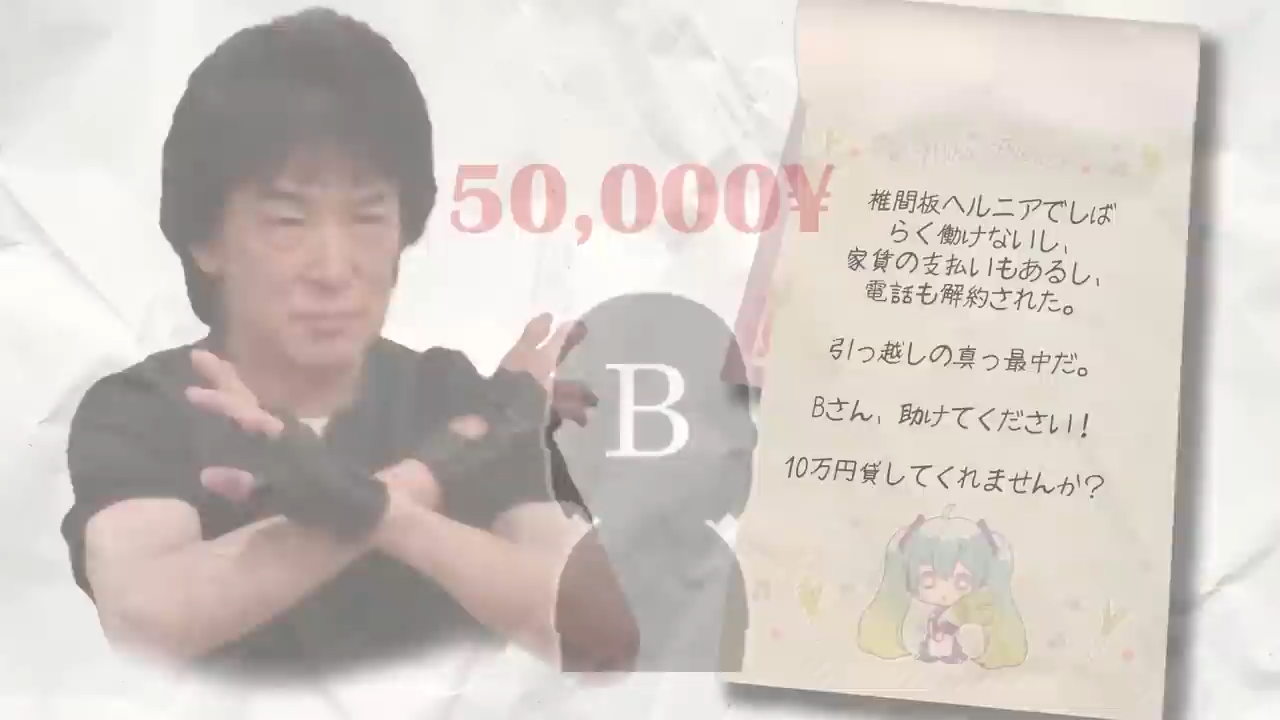 50,000¥
B
椎間板ヘルニアでしば
らく働けないし、
家賃の支払いもあるし、
電話も解約された。
引っ越しの真っ最中だ。
Bさん、助けてください!
10万円貸してくれませんか?